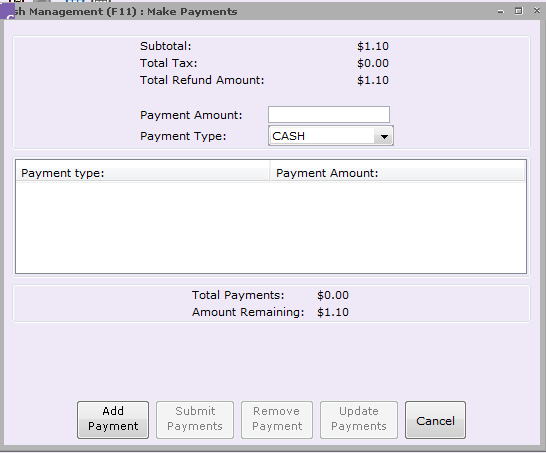 sh Management (F11) : Make Payments
Subtotal: $1.10
Total Tax: $0.00
Total Refund Amount: $1.10
Payment Amount:
Payment Type: CASH
Payment type: Payment Amount:
Total Payments: $0.00
Amount Remaining: $1.10
Add Payment
Submit Payments
Remove Payment
Update Payments
Cancel